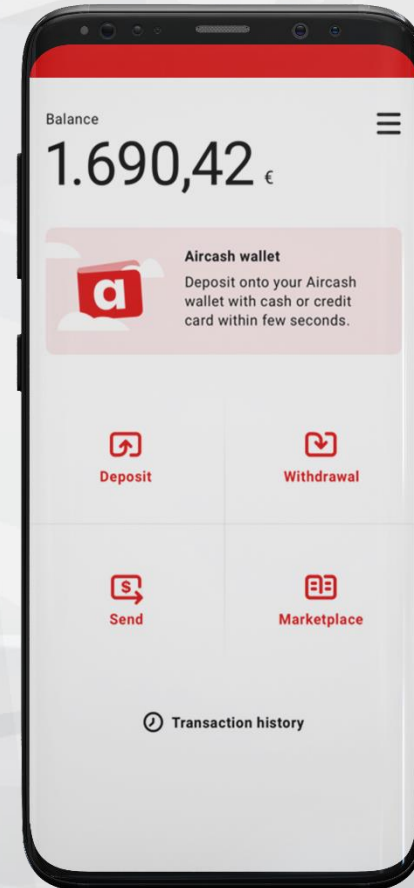 Balance
1.690,42 €
Aircash wallet
Deposit onto your Aircash
wallet with cash or credit
card within few seconds.
a
Deposit
Withdrawal
S
Send
Marketplace
Transaction history